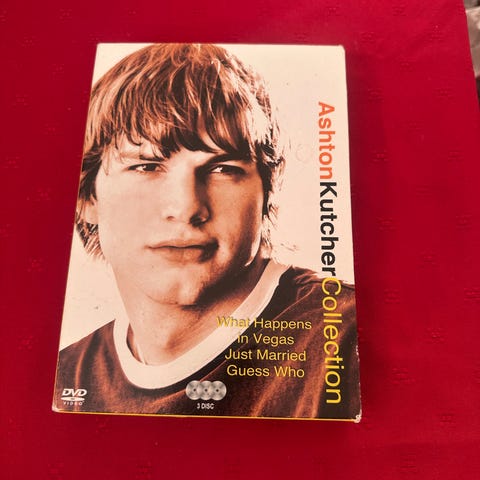 AshtonKutcherCollection
What Happens
in Vegas
Just Married
Guess Who
DVD
VIDEO
3 DISC